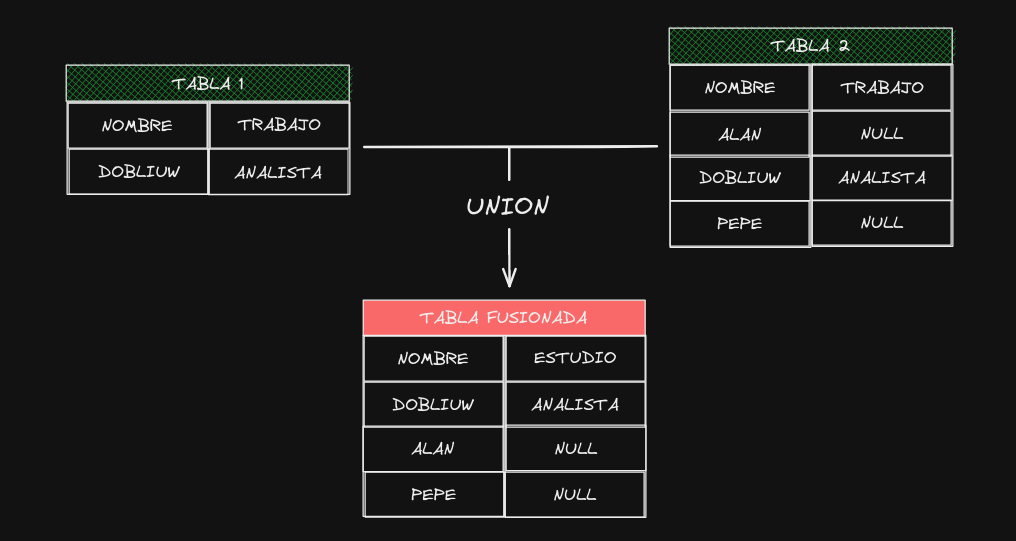 TABLA 1
NOMBRE TRABAJO
DOBLIUW ANALISTA
TABLA 2
NOMBRE TRABAJO
ALAN NULL
DOBLIUW ANALISTA
PEPE NULL
UNION
TABLA FUSIONADA
NOMBRE ESTUDIO
DOBLIUW ANALISTA
ALAN NULL
PEPE NULL